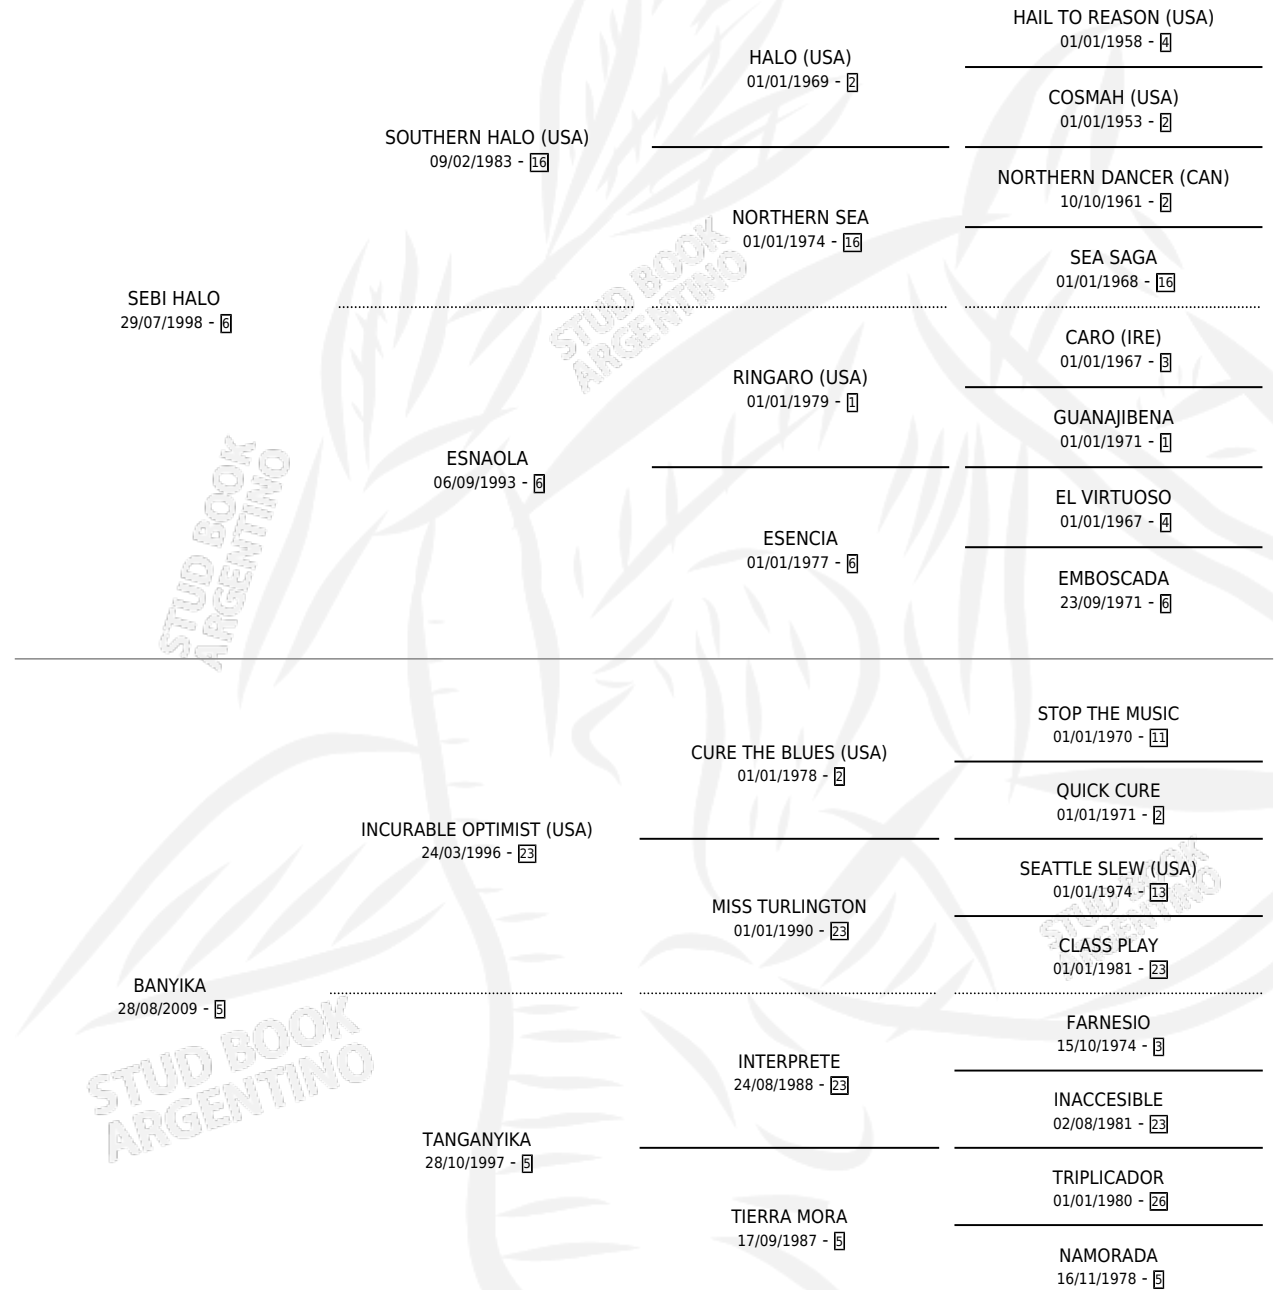 HAIL TO REASON (USA)
01/01/1958 - 4
HALO (USA)
01/01/1969 - 2
COSMAH (USA)
01/01/1953 - 2
SOUTHERN HALO (USA)
09/02/1983 - 16
NORTHERN DANCER (CAN)
10/10/1961 - 2
NORTHERN SEA
01/01/1974 - 16
SEA SAGA
01/01/1968 - 16
SEBI HALO
29/07/1998 - 6
STUD BOOK
ARGENTINO
CARO (IRE)
01/01/1967 - 3
RINGARO (USA)
01/01/1979 - 1
GUANAJIBENA
01/01/1971 - 1
ESNAOLA
06/09/1993 - 6
EL VIRTUOSO
01/01/1967 - 4
ESENCIA
01/01/1977 - 6
EMBOSCADA
23/09/1971 - 6
STUD BOOK
ARGENTINO
STOP THE MUSIC
01/01/1970 - 11
CURE THE BLUES (USA)
01/01/1978 - 2
QUICK CURE
01/01/1971 - 2
INCURABLE OPTIMIST (USA)
24/03/1996 - 23
SEATTLE SLEW (USA)
01/01/1974 - 13
MISS TURLINGTON
01/01/1990 - 23
CLASS PLAY
01/01/1981 - 23
STUD BOOK
ARGENTINO
BANYIKA
28/08/2009 - 5
FARNESIO
15/10/1974 - 3
INTERPRETE
24/08/1988 - 23
INACCESIBLE
02/08/1981 - 23
TANGANYIKA
28/10/1997 - 5
TRIPLICADOR
01/01/1980 - 26
TIERRA MORA
17/09/1987 - 5
NAMORADA
16/11/1978 - 5
STUD BOOK
ARGENTINO